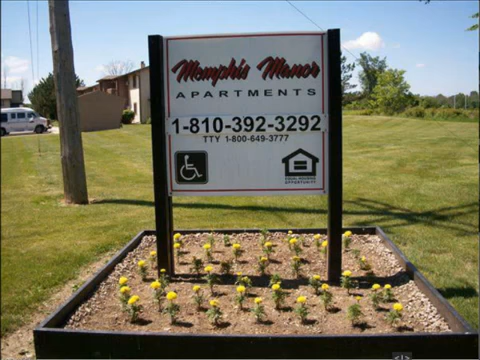 Memphis Manor
APARTMENTS
1-810-392-3292
TTY 1-800-649-3777
EQUAL HOUSING
OPPORTUNITY